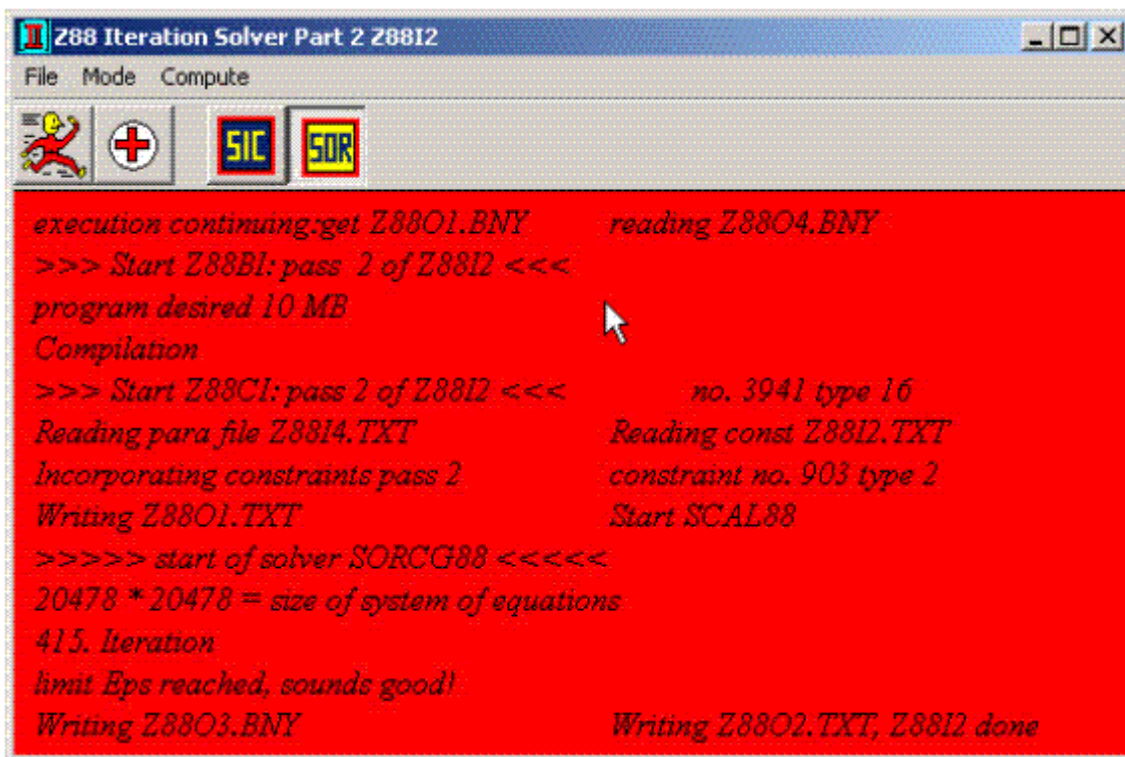 Z88 Iteration Solver Part 2 Z88I2
File Mode Compute
SIC SOR
execution continuing:get Z88O1.BNY reading Z88O4.BNY
>>> Start Z88BI: pass 2 of Z88I2 <<<
program desired 10 MB
Compilation
>>> Start Z88CI: pass 2 of Z88I2 <<< no. 3941 type 16
Reading para file Z88I4.TXT Reading const Z88I2.TXT
Incorporating constraints pass 2 constraint no. 903 type 2
Writing Z88O1.TXT Start SCAL88
>>>>> start of solver SORCG88 <<<<<
20478 * 20478 = size of system of equations
415. Iteration
limit Eps reached, sounds good!
Writing Z88O3.BNY Writing Z88O2.TXT, Z88I2 done